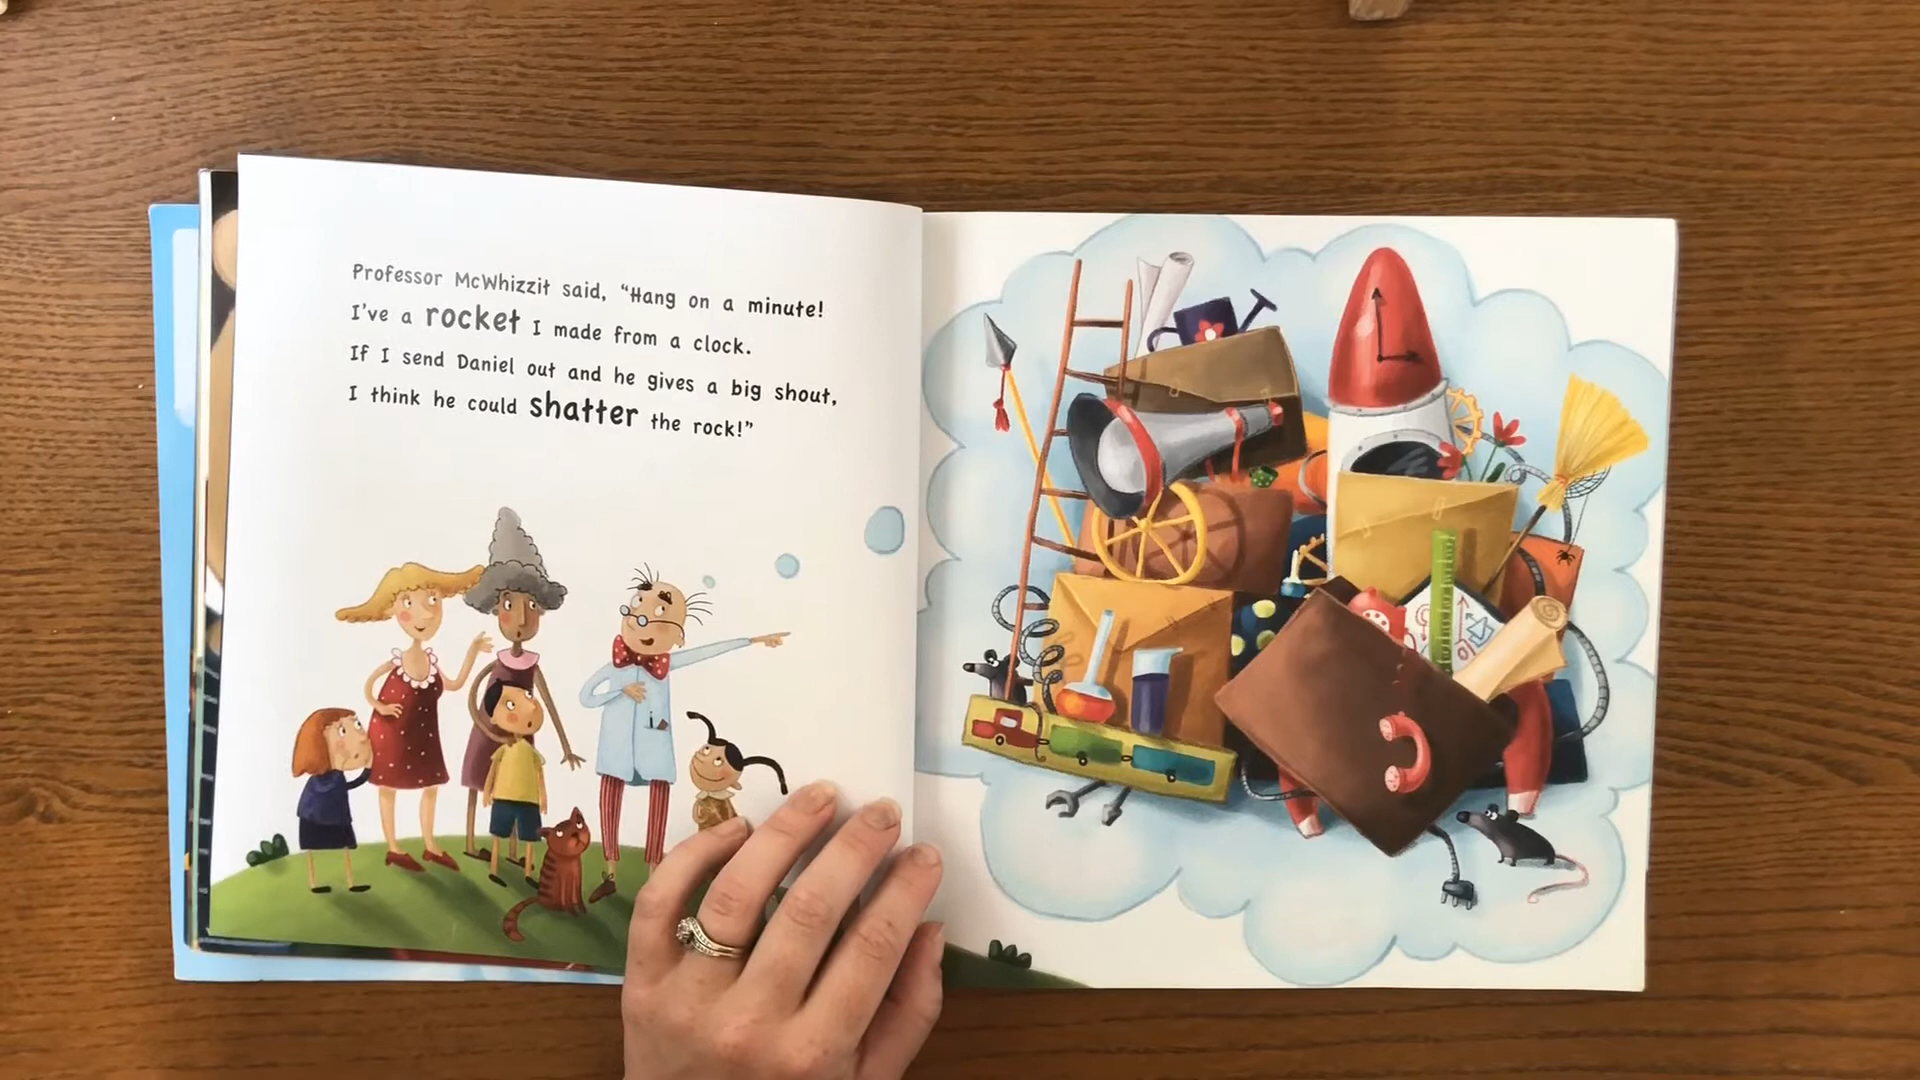 Professor McWhizzit said, “Hang on a minute!
I’ve a rocket I made from a clock.
If I send Daniel out and he gives a big shout,
I think he could shatter the rock!”